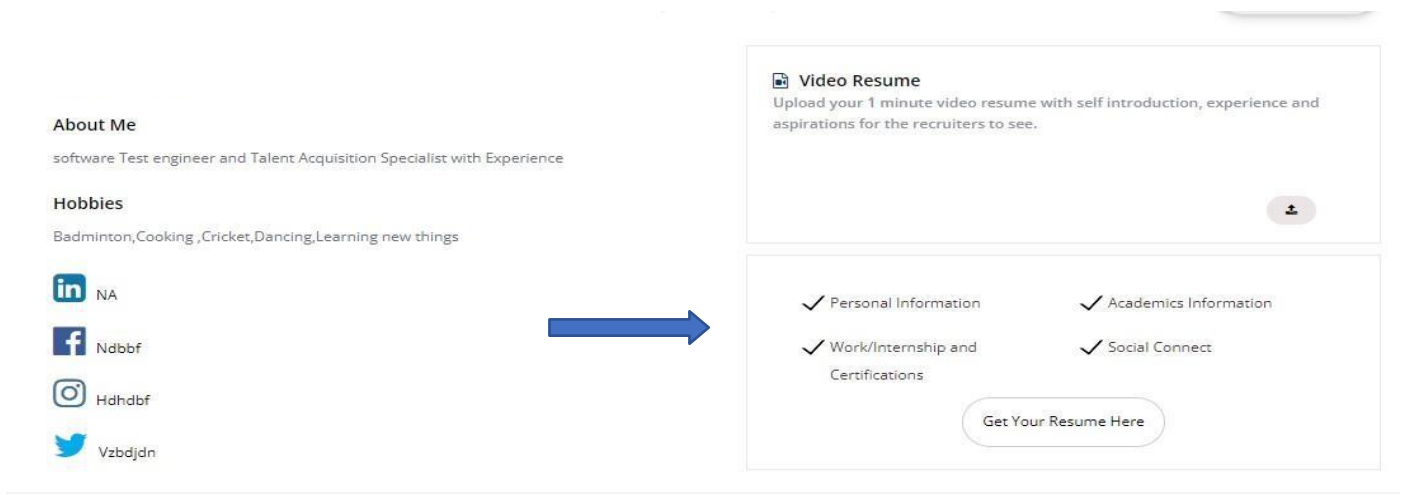 About Me
software Test engineer and Talent Acquisition Specialist with Experience
Hobbies
Badminton,Cooking ,Cricket,Dancing,Learning new things
in NA
f Ndbbf
Hdhdbf
Vzbdjdn
Video Resume
Upload your 1 minute video resume with self introduction, experience and
aspirations for the recruiters to see.
Personal Information
Academics Information
Work/Internship and
Certifications
Social Connect
Get Your Resume Here